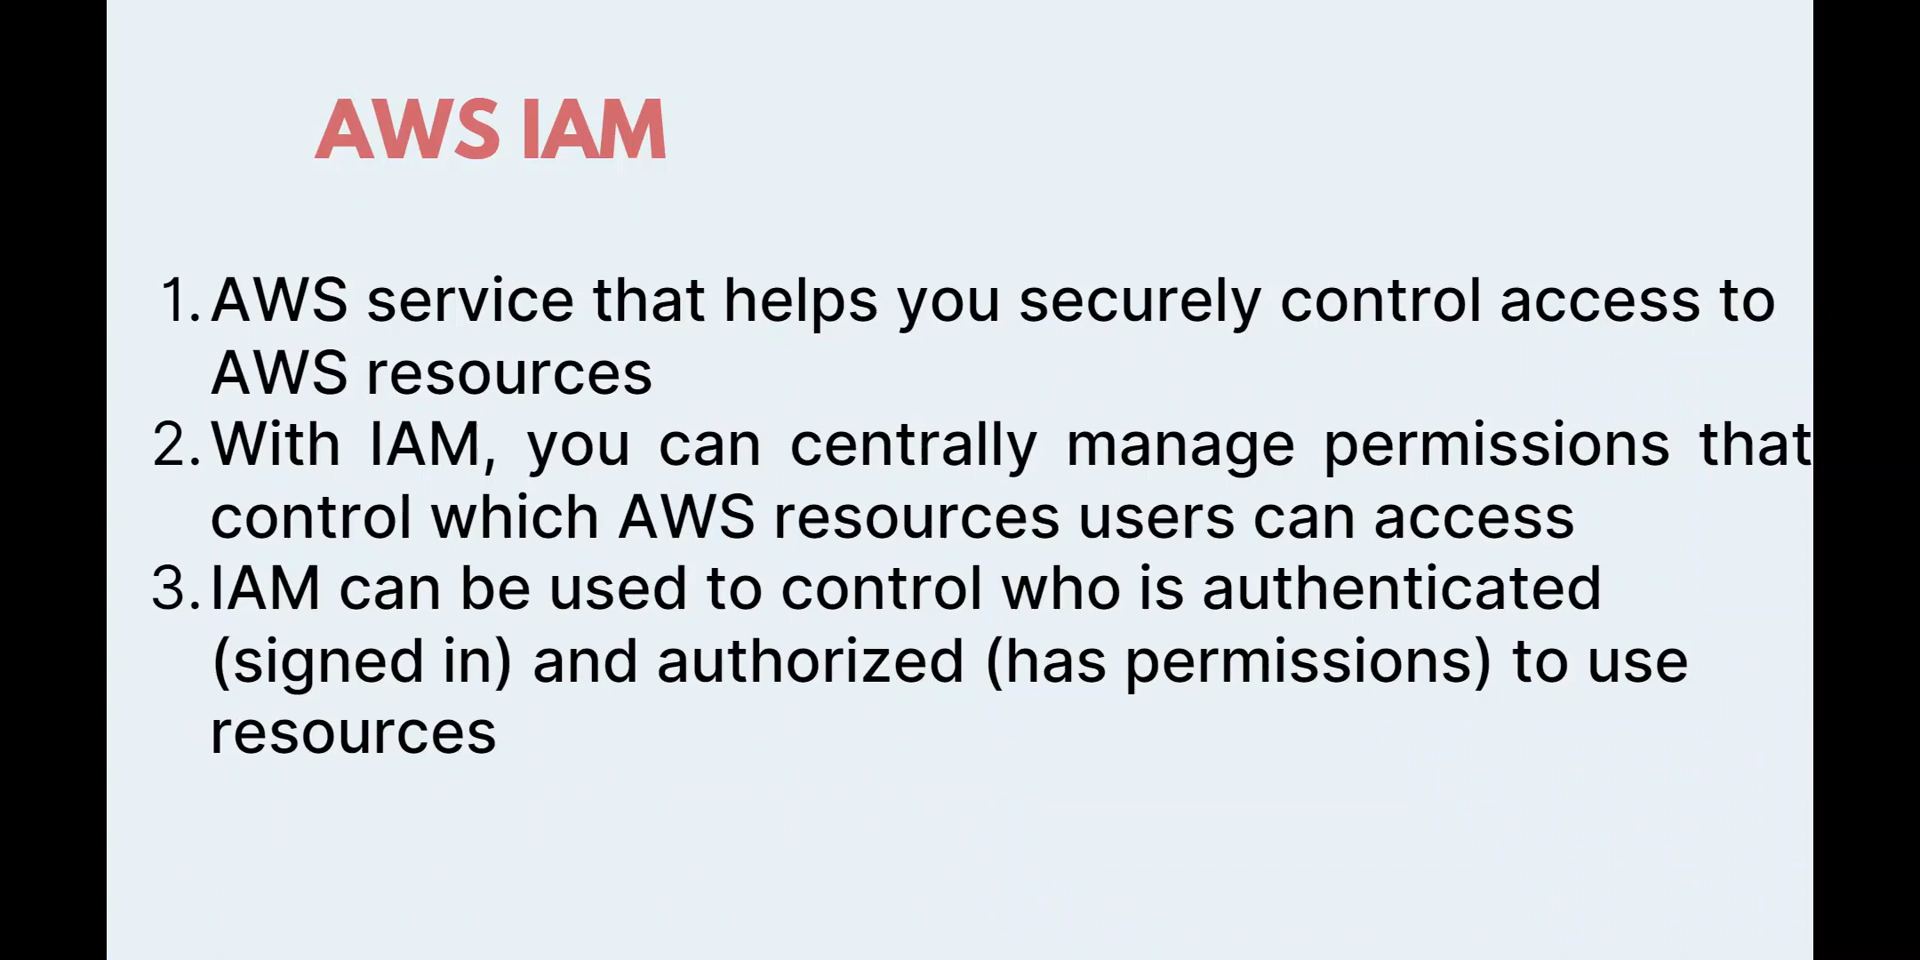 AWS IAM
1. AWS service that helps you securely control access to
AWS resources
2. With IAM, you can centrally manage permissions that
control which AWS resources users can access
3. IAM can be used to control who is authenticated
(signed in) and authorized (has permissions) to use
resources